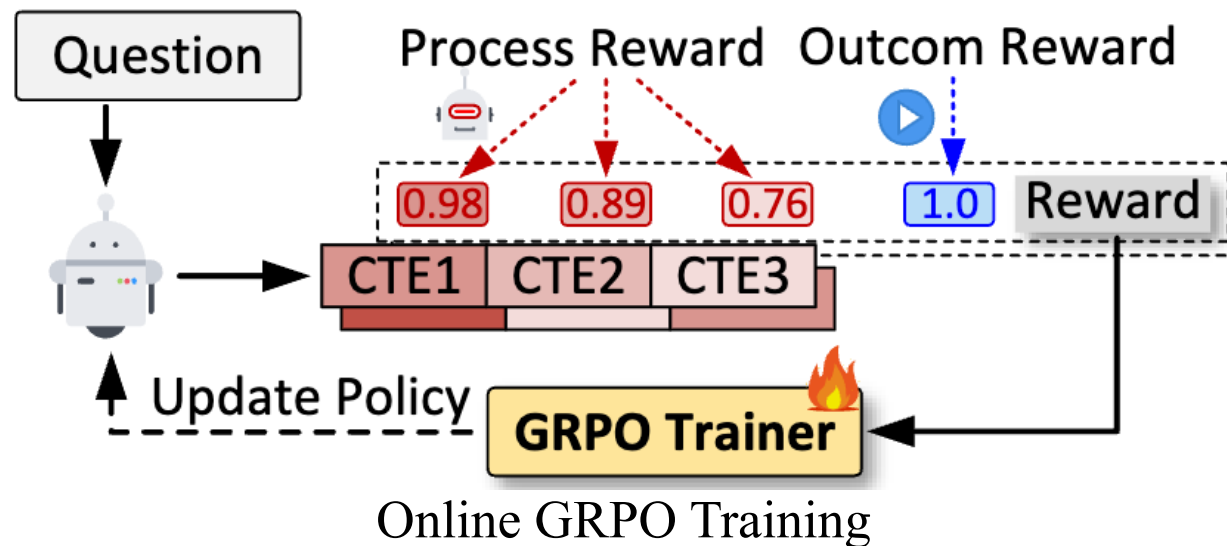 Question
Process Reward
Outcom Reward
0.98
0.89
0.76
1.0
Reward
CTE1
CTE2
CTE3
Update Policy
GRPO Trainer
Online GRPO Training